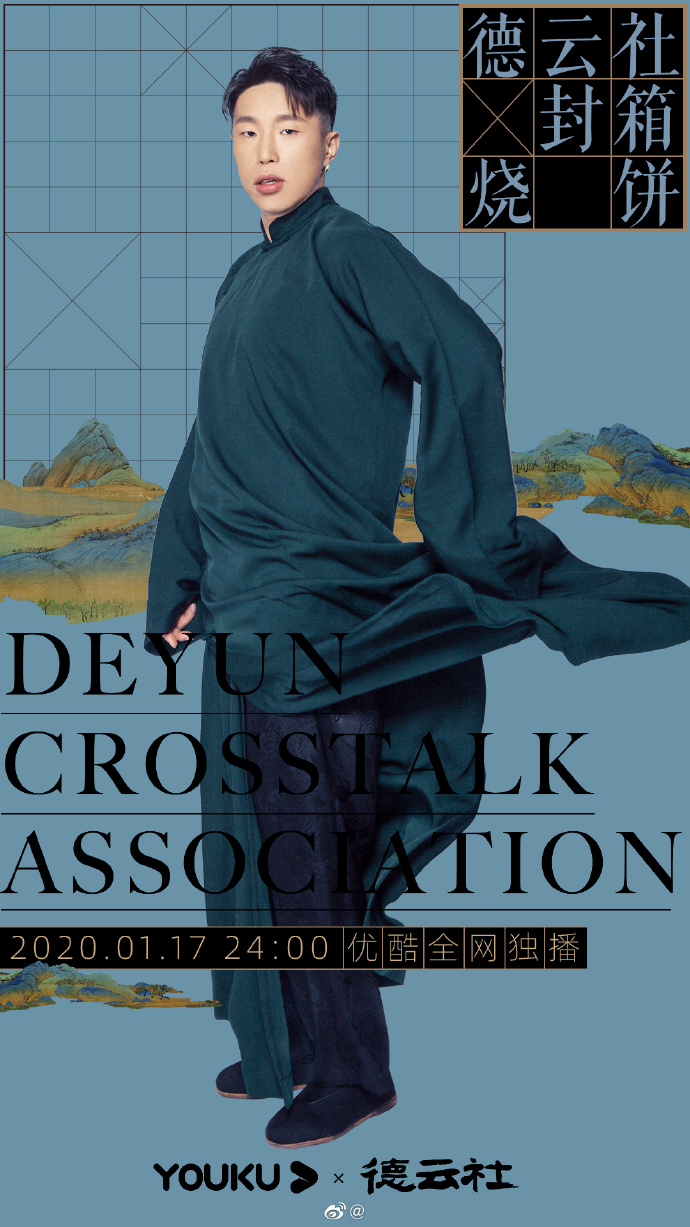 德云社
封箱
烧饼
DEYUN
CROSSTALK
ASSOCIATION
2020.01.17 24:00 优酷全网独播
YOUKU × 德云社
@